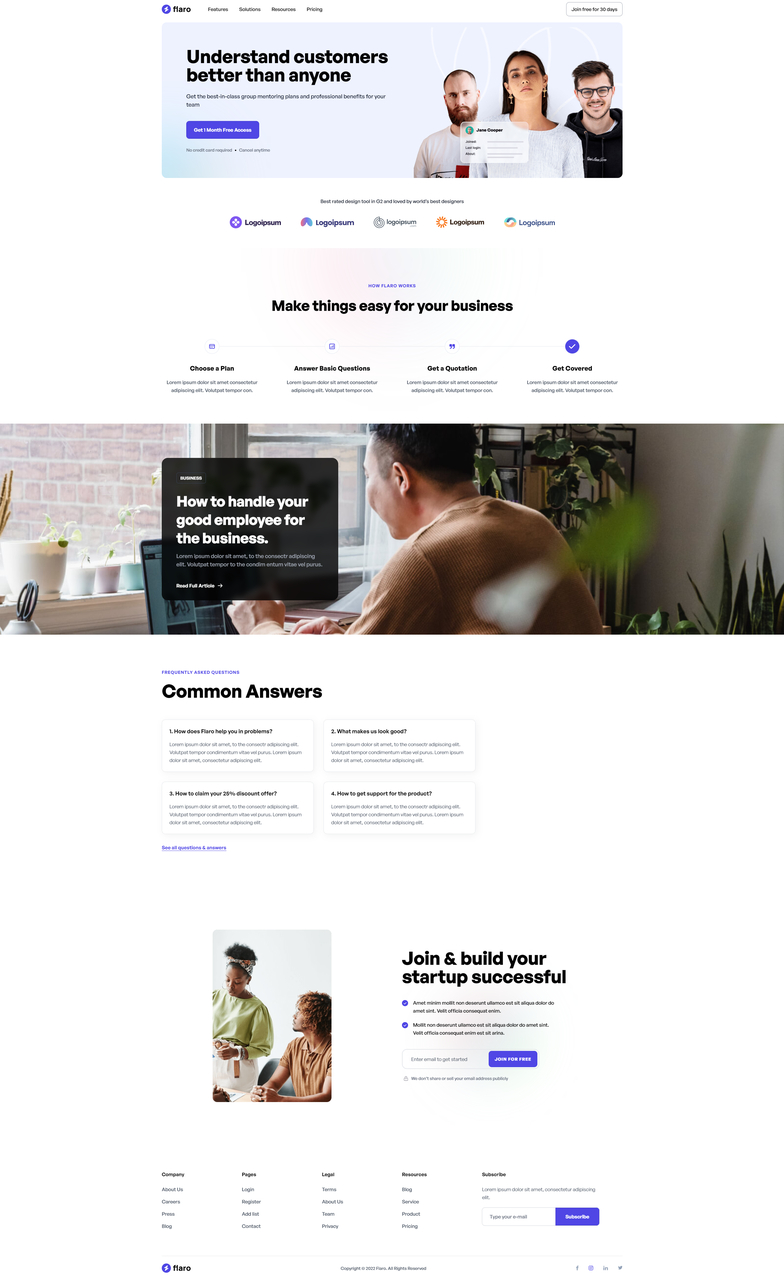 flaro
Features
Solutions
Resources
Pricing
Join free for 30 days
Understand customers
better than anyone
Get the best-in-class group mentoring plans and professional benefits for your
team
Get 1 Month Free Access
No credit card required • Cancel anytime
Jane Cooper
Joined
Last login
About
Best rated design tool in G2 and loved by world's best designers
Logoipsum
Logoipsum
logoipsum
Logoipsum
Logoipsum
HOW FLARO WORKS
Make things easy for your business
Choose a Plan
Lorem ipsum dolor sit amet consectetur
adipiscing elit. Volutpat tempor con.
Answer Basic Questions
Lorem ipsum dolor sit amet consectetur
adipiscing elit. Volutpat tempor con.
Get a Quotation
Lorem ipsum dolor sit amet consectetur
adipiscing elit. Volutpat tempor con.
Get Covered
Lorem ipsum dolor sit amet consectetur
adipiscing elit. Volutpat tempor con.
BUSINESS
How to handle your
good employee for
the business.
Lorem ipsum dolor sit amet, to the consectr adipiscing
elit. Volutpat tempor to the condim entum vitae vel purus.
Read Full Article →
FREQUENTLY ASKED QUESTIONS
Common Answers
1. How does Flaro help you in problems?
Lorem ipsum dolor sit amet, to the consectr adipiscing elit.
Volutpat tempor condimentum vitae vel purus. Lorem ipsum
dolor sit amet, consectetur adipiscing elit.
2. What makes us look good?
Lorem ipsum dolor sit amet, to the consectr adipiscing elit.
Volutpat tempor condimentum vitae vel purus. Lorem ipsum
dolor sit amet, consectetur adipiscing elit.
3. How to claim your 25% discount offer?
Lorem ipsum dolor sit amet, to the consectr adipiscing elit.
Volutpat tempor condimentum vitae vel purus. Lorem ipsum
dolor sit amet, consectetur adipiscing elit.
4. How to get support for the product?
Lorem ipsum dolor sit amet, to the consectr adipiscing elit.
Volutpat tempor condimentum vitae vel purus. Lorem ipsum
dolor sit amet, consectetur adipiscing elit.
See all questions & answers
Join & build your
startup successful
Amet minim mollit non deserunt ullamco est sit aliqua dolor do
amet sint. Velit officia consequat enim.
Mollit non deserunt ullamco est sit aliqua dolor do amet sint.
Velit officia consequat enim est sit arina.
Enter email to get started
JOIN FOR FREE
We don't share or sell your email address publicly
Company
About Us
Careers
Press
Blog
Pages
Login
Register
Add list
Contact
Legal
Terms
About Us
Team
Privacy
Resources
Blog
Service
Product
Pricing
Subscribe
Lorem ipsum dolor sit amet, consectetur adipiscing
elit.
Type your e-mail
Subscribe
flaro
Copyright © 2022 Flaro, All Rights Reserved